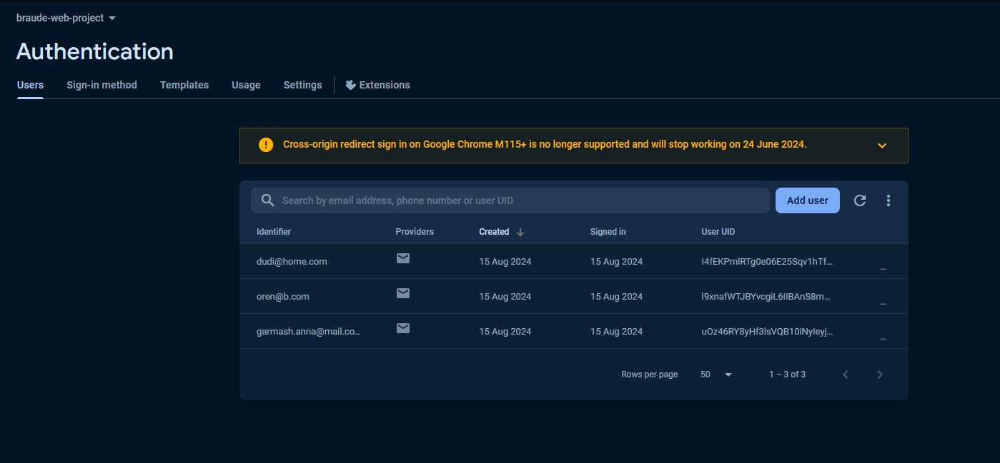 braude-web-project
Authentication
Users Sign-in method Templates Usage Settings Extensions
Cross-origin redirect sign in on Google Chrome M115+ is no longer supported and will stop working on 24 June 2024.
Search by email address, phone number or user UID Add user
Identifier Providers Created Signed in User UID
dudi@home.com 15 Aug 2024 15 Aug 2024 I4fEKPmlRTg0e06E25Sqv1hTf...
oren@b.com 15 Aug 2024 15 Aug 2024 l9xnafWTJBYvcgiL6IIBAnS8m...
garmash.anna@mail.co... 15 Aug 2024 15 Aug 2024 uOz46RY8yHf3lsVQB10iNyIeyj...
Rows per page 50 1 – 3 of 3